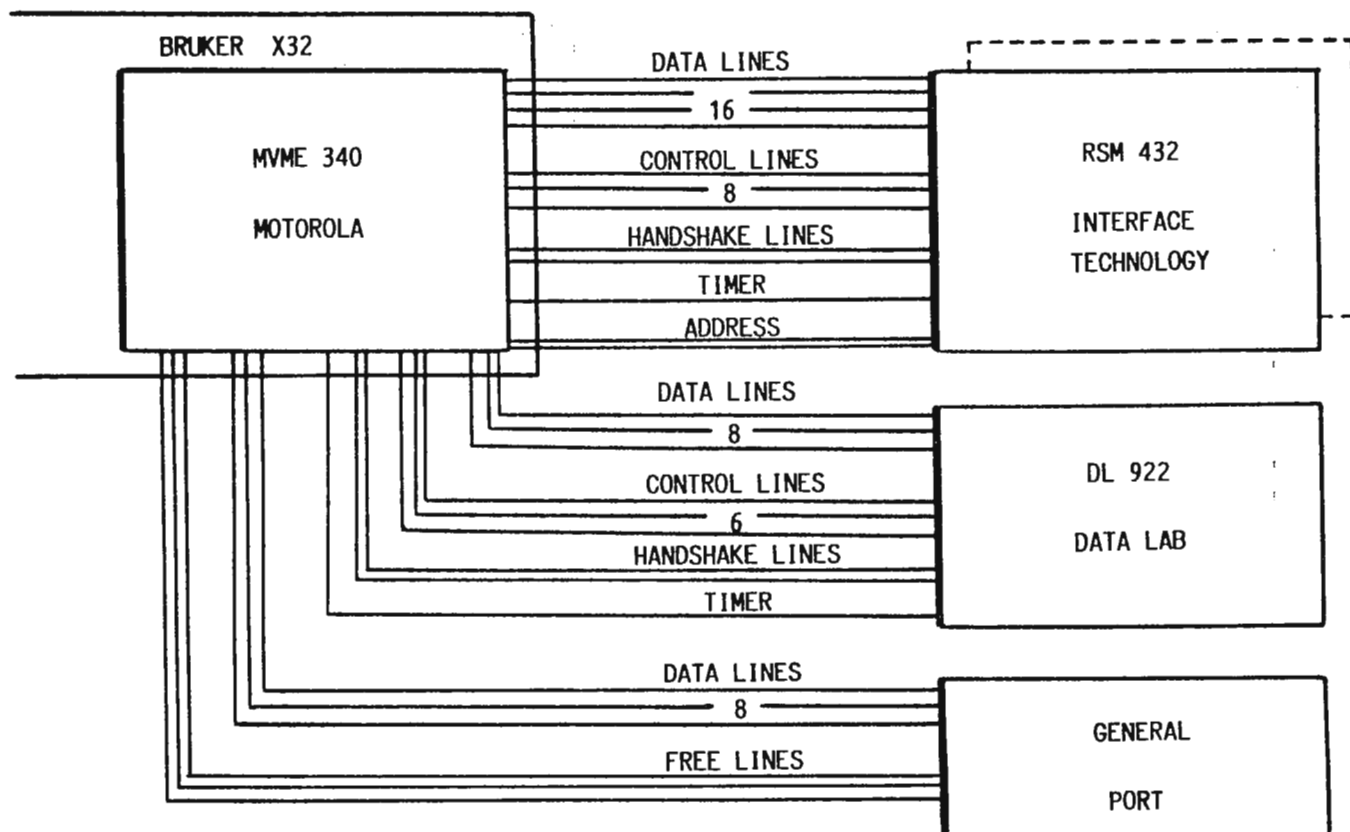 BRUKER X32
MVME 340
MOTOROLA
DATA LINES
16
CONTROL LINES
8
HANDSHAKE LINES
TIMER
ADDRESS
RSM 432
INTERFACE
TECHNOLOGY
DATA LINES
8
CONTROL LINES
6
HANDSHAKE LINES
TIMER
DL 922
DATA LAB
DATA LINES
8
FREE LINES
GENERAL
PORT